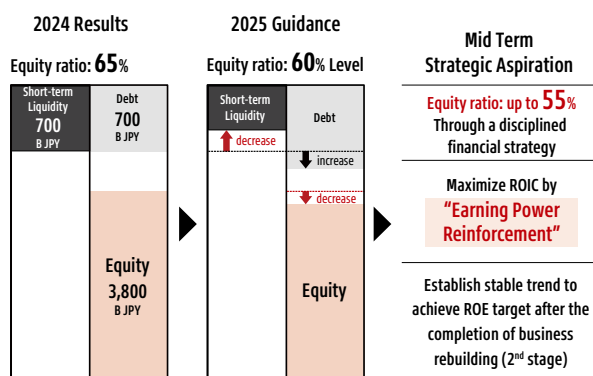 2024 Results
Equity ratio: 65%
Short-term
Liquidity
700
B JPY
Debt
700
B JPY
Equity
3,800
B JPY
2025 Guidance
Equity ratio: 60% Level
Short-term
Liquidity
decrease
Debt
increase
decrease
Equity
Mid Term
Strategic Aspiration
Equity ratio: up to 55%
Through a disciplined
financial strategy
Maximize ROIC by
“Earning Power
Reinforcement”
Establish stable trend to
achieve ROE target after the
completion of business
rebuilding (2nd stage)